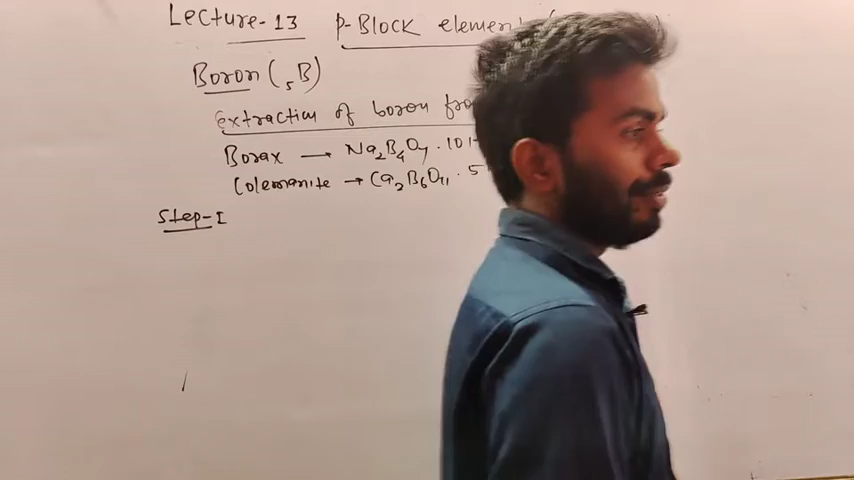 Lecture-13 p-Block element
Boron (₅B)
Extraction of boron fro
Borax → Na₂B₄O₇ . 10
Colemanite → Ca₂B₆O₁₁ . 5
Step-I